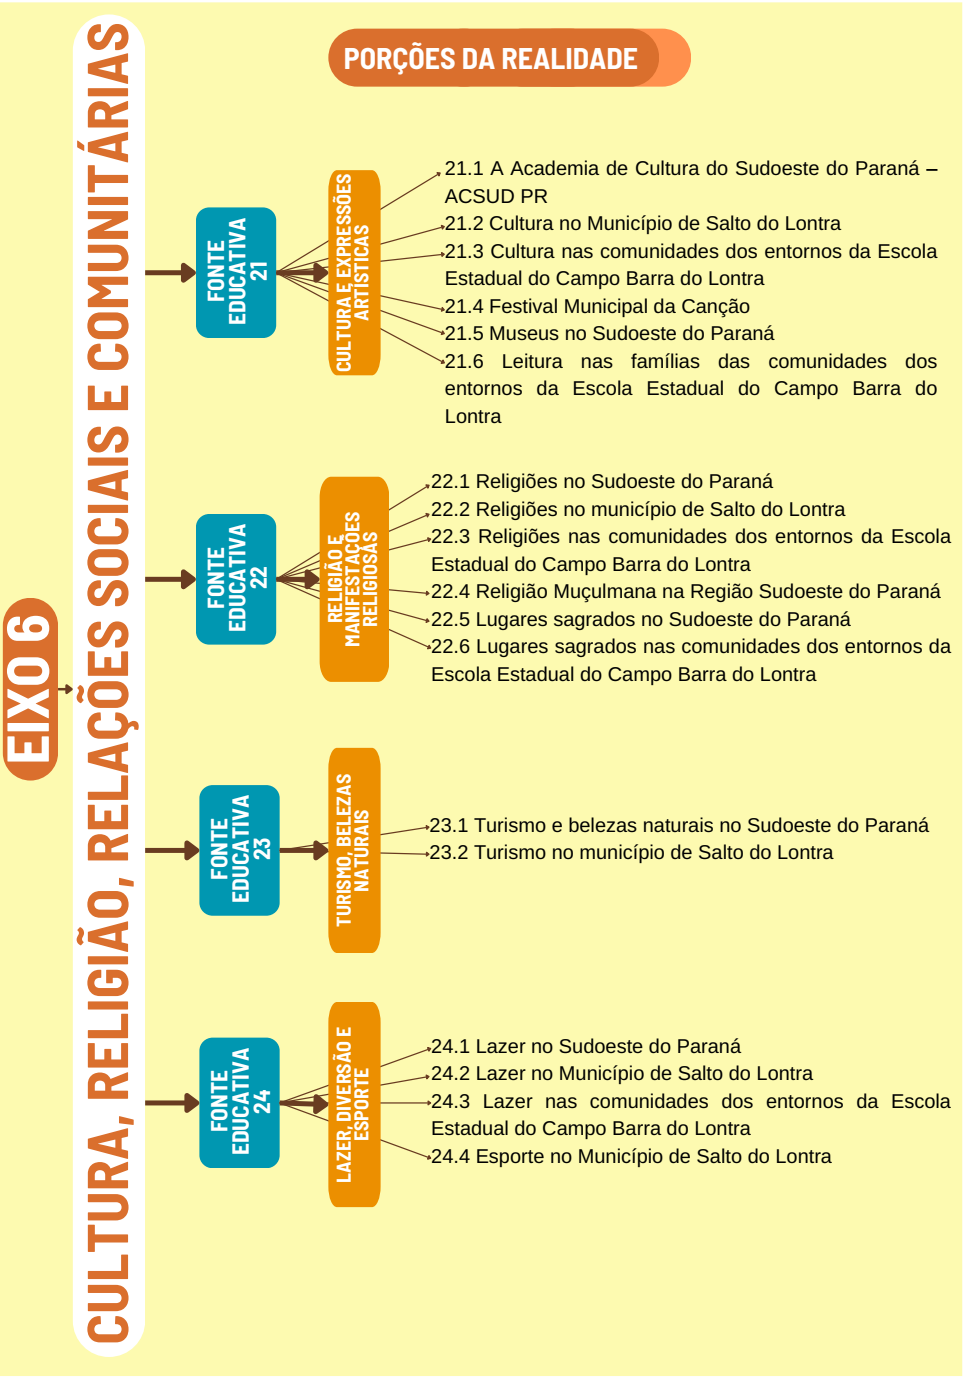 PORÇÕES DA REALIDADE
EIXO 6
CULTURA, RELIGIÃO, RELAÇÕES SOCIAIS E COMUNITÁRIAS
FONTE
EDUCATIVA
21
CULTURA E EXPRESSÕES
ARTÍSTICAS
21.1 A Academia de Cultura do Sudoeste do Paraná –
ACSUD PR
21.2 Cultura no Município de Salto do Lontra
21.3 Cultura nas comunidades dos entornos da Escola
Estadual do Campo Barra do Lontra
21.4 Festival Municipal da Canção
21.5 Museus no Sudoeste do Paraná
21.6 Leitura nas famílias das comunidades dos
entornos da Escola Estadual do Campo Barra do
Lontra
FONTE
EDUCATIVA
22
RELIGIÃO E
MANIFESTAÇÕES
RELIGIOSAS
22.1 Religiões no Sudoeste do Paraná
22.2 Religiões no município de Salto do Lontra
22.3 Religiões nas comunidades dos entornos da Escola
Estadual do Campo Barra do Lontra
22.4 Religião Muçulmana na Região Sudoeste do Paraná
22.5 Lugares sagrados no Sudoeste do Paraná
22.6 Lugares sagrados nas comunidades dos entornos da
Escola Estadual do Campo Barra do Lontra
FONTE
EDUCATIVA
23
TURISMO, BELEZAS
NATURAIS
23.1 Turismo e belezas naturais no Sudoeste do Paraná
23.2 Turismo no município de Salto do Lontra
FONTE
EDUCATIVA
24
LAZER, DIVERSÃO E
ESPORTE
24.1 Lazer no Sudoeste do Paraná
24.2 Lazer no Município de Salto do Lontra
24.3 Lazer nas comunidades dos entornos da Escola
Estadual do Campo Barra do Lontra
24.4 Esporte no Município de Salto do Lontra